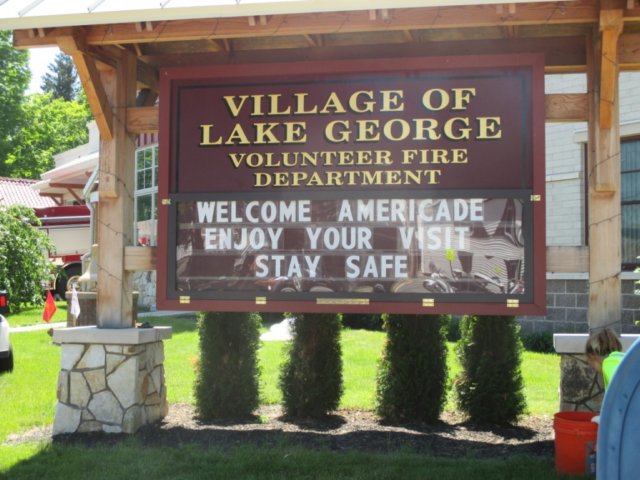 VILLAGE OF
LAKE GEORGE
VOLUNTEER FIRE
DEPARTMENT
WELCOME AMERICADE
ENJOY YOUR VISIT
STAY SAFE